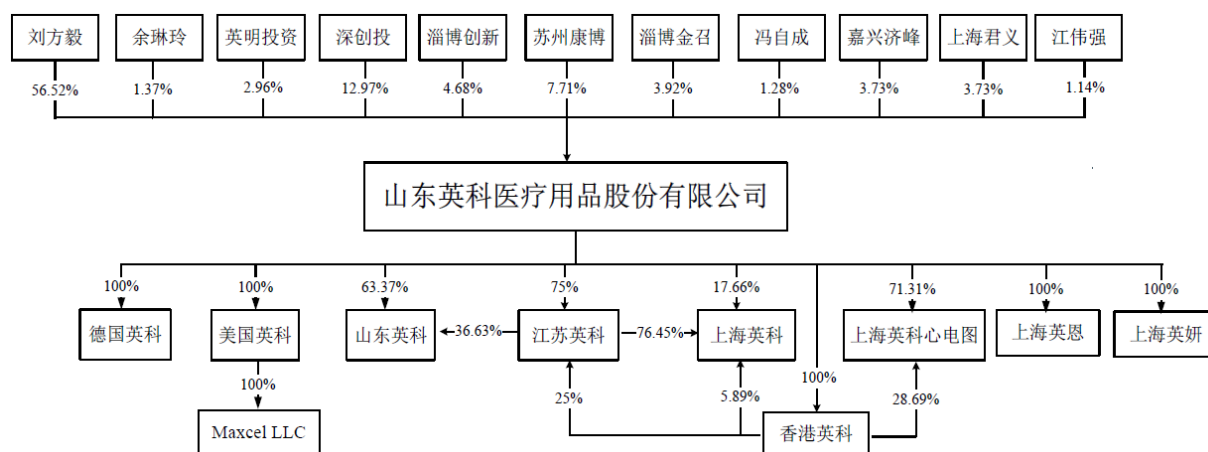 刘方毅
余琳玲
英明投资
深创投
淄博创新
苏州康博
淄博金召
冯自成
嘉兴济峰
上海君义
江伟强
56.52%
1.37%
2.96%
12.97%
4.68%
7.71%
3.92%
1.28%
3.73%
3.73%
1.14%
山东英科医疗用品股份有限公司
100%
100%
63.37%
75%
17.66%
71.31%
100%
100%
德国英科
美国英科
山东英科
36.63%
江苏英科
76.45%
上海英科
上海英科心电图
上海英恩
上海英妍
100%
25%
5.89%
100%
28.69%
Maxcel LLC
香港英科